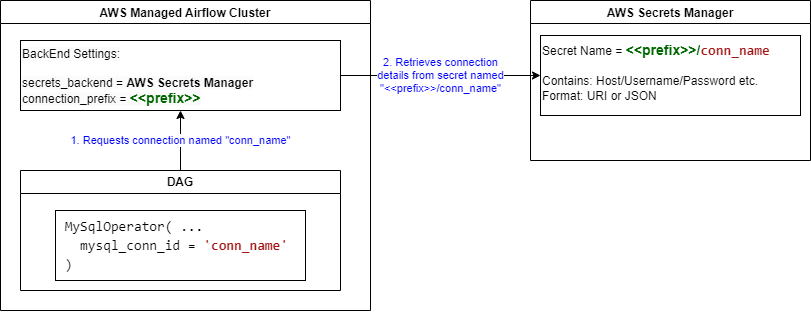 AWS Managed Airflow Cluster
BackEnd Settings:
secrets_backend = AWS Secrets Manager
connection_prefix = <<prefix>>
1. Requests connection named "conn_name"
DAG
MySqlOperator( ...
mysql_conn_id = 'conn_name'
)
2. Retrieves connection
details from secret named
"<<prefix>>/conn_name"
AWS Secrets Manager
Secret Name = <<prefix>>/conn_name
Contains: Host/Username/Password etc.
Format: URI or JSON